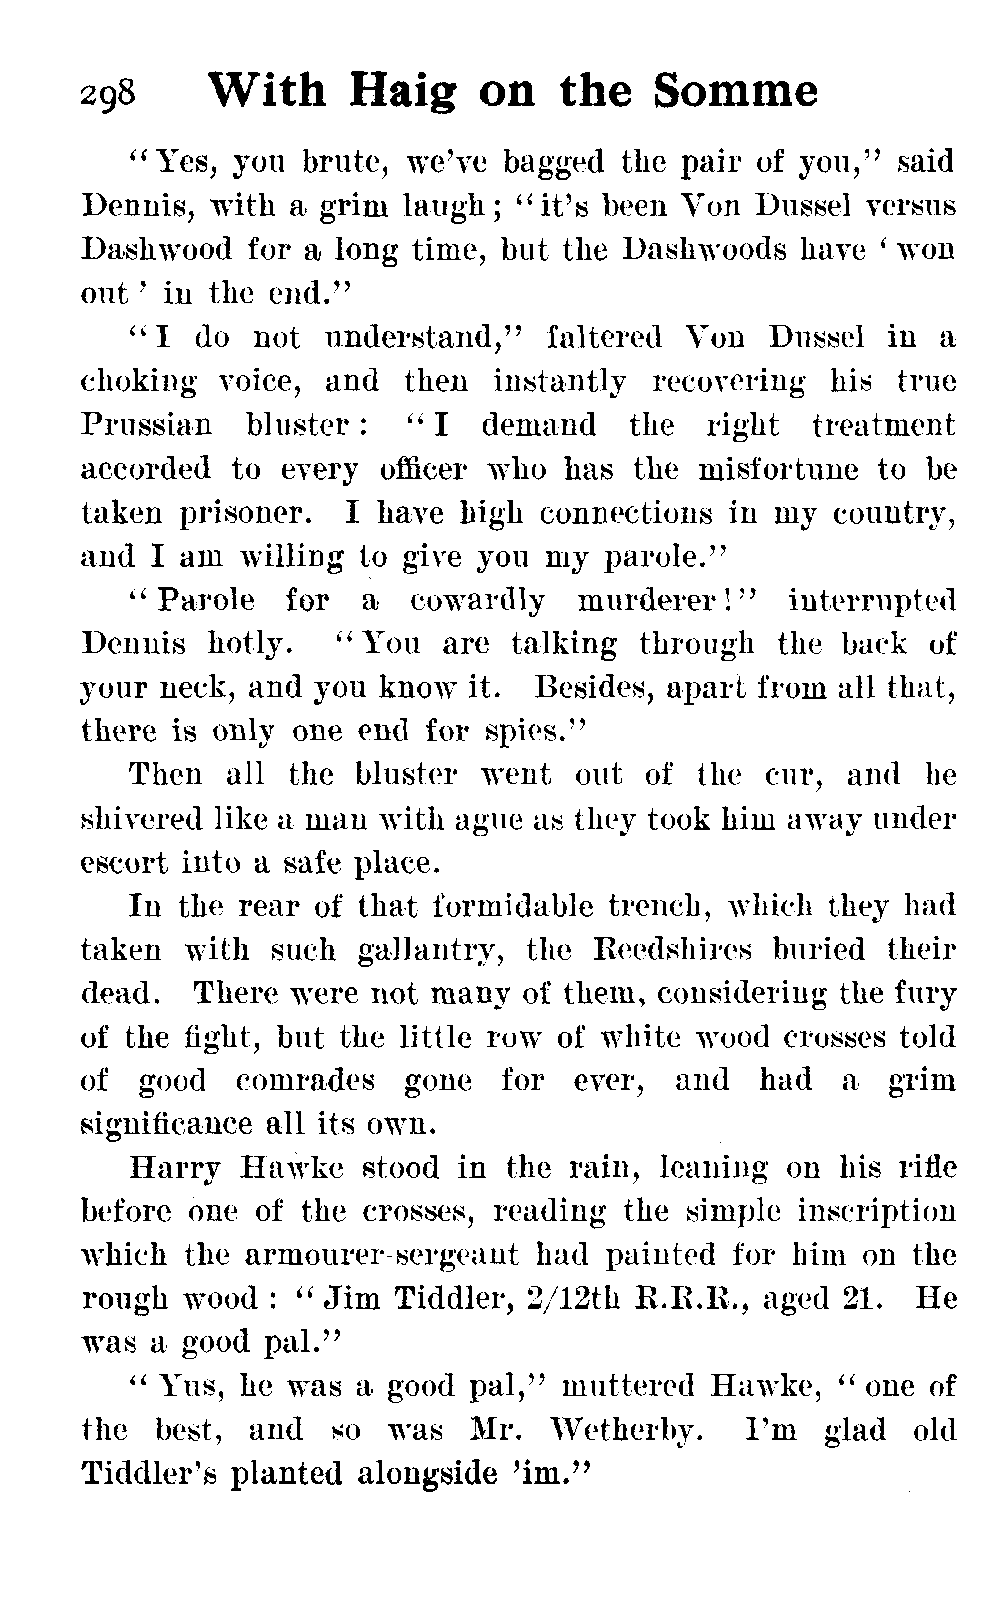 298 With Haig on the Somme
“Yes, you brute, we’ve bagged the pair of you,” said
Dennis, with a grim laugh; “it’s been Von Dussel versus
Dashwood for a long time, but the Dashwoods have ‘won
out’ in the end.”
“I do not understand,” faltered Von Dussel in a
choking voice, and then instantly recovering his true
Prussian bluster: “I demand the right treatment
accorded to every officer who has the misfortune to be
taken prisoner. I have high connections in my country,
and I am willing to give you my parole.”
“Parole for a cowardly murderer!” interrupted
Dennis hotly. “You are talking through the back of
your neck, and you know it. Besides, apart from all that,
there is only one end for spies.”
Then all the bluster went out of the cur, and he
shivered like a man with ague as they took him away under
escort into a safe place.
In the rear of that formidable trench, which they had
taken with such gallantry, the Reedshires buried their
dead. There were not many of them, considering the fury
of the fight, but the little row of white wood crosses told
of good comrades gone for ever, and had a grim
significance all its own.
Harry Hawke stood in the rain, leaning on his rifle
before one of the crosses, reading the simple inscription
which the armourer-sergeant had painted for him on the
rough wood: “Jim Tiddler, 2/12th R.R.R., aged 21. He
was a good pal.”
“Yus, he was a good pal,” muttered Hawke, “one of
the best, and so was Mr. Wetherby. I’m glad old
Tiddler’s planted alongside ’im.”